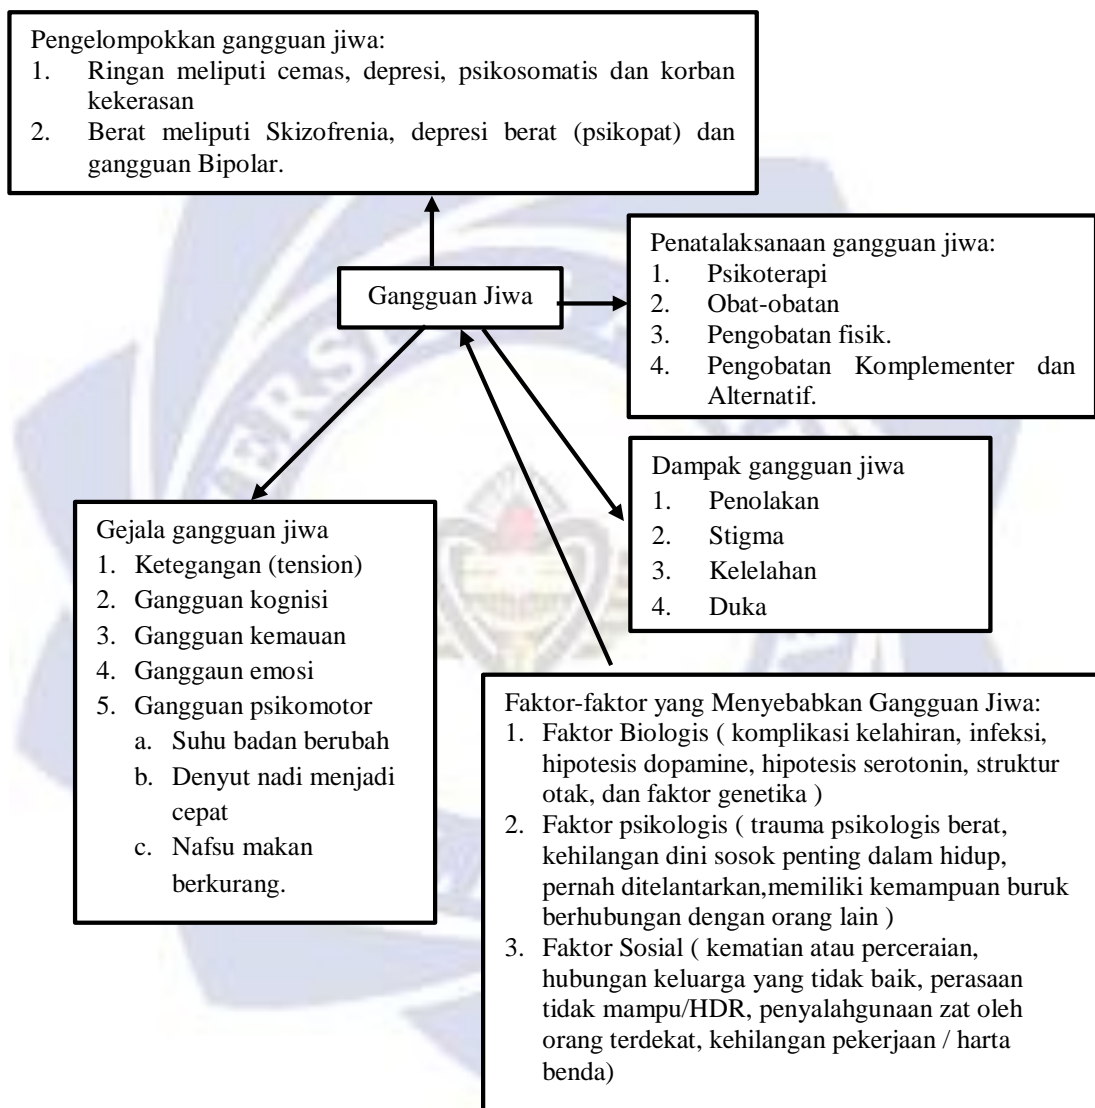 Pengelompokkan gangguan jiwa:
1. Ringan meliputi cemas, depresi, psikosomatis dan korban
kekerasan
2. Berat meliputi Skizofrenia, depresi berat (psikopat) dan
gangguan Bipolar.
Gangguan Jiwa
Penatalaksanaan gangguan jiwa:
1. Psikoterapi
2. Obat-obatan
3. Pengobatan fisik.
4. Pengobatan Komplementer dan
Alternatif.
Dampak gangguan jiwa
1. Penolakan
2. Stigma
3. Kelelahan
4. Duka
Gejala gangguan jiwa
1. Ketegangan (tension)
2. Gangguan kognisi
3. Gangguan kemauan
4. Ganggaun emosi
5. Gangguan psikomotor
a. Suhu badan berubah
b. Denyut nadi menjadi
cepat
c. Nafsu makan
berkurang.
Faktor-faktor yang Menyebabkan Gangguan Jiwa:
1. Faktor Biologis ( komplikasi kelahiran, infeksi,
hipotesis dopamine, hipotesis serotonin, struktur
otak, dan faktor genetika )
2. Faktor psikologis ( trauma psikologis berat,
kehilangan dini sosok penting dalam hidup,
pernah ditelantarkan,memiliki kemampuan buruk
berhubungan dengan orang lain )
3. Faktor Sosial ( kematian atau perceraian,
hubungan keluarga yang tidak baik, perasaan
tidak mampu/HDR, penyalahgunaan zat oleh
orang terdekat, kehilangan pekerjaan / harta
benda)